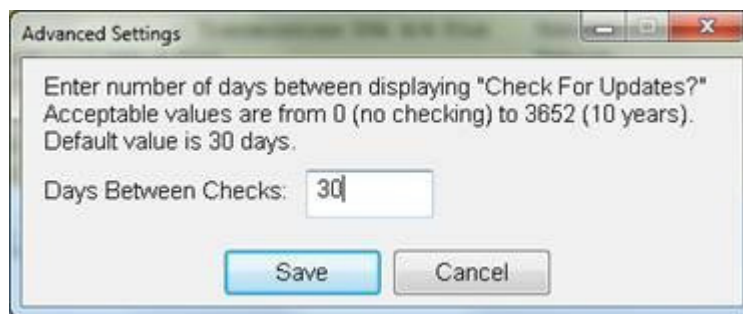 Advanced Settings
Enter number of days between displaying "Check For Updates?"
Acceptable values are from 0 (no checking) to 3652 (10 years).
Default value is 30 days.
Days Between Checks: 30
Save Cancel